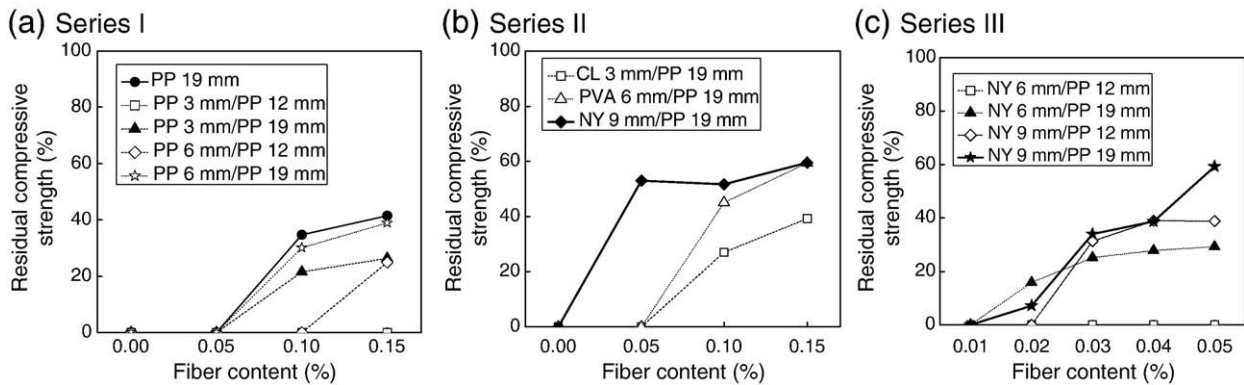 (a) Series I
Residual compressive
strength (%)
100
80
60
40
20
0
PP 19 mm
PP 3 mm/PP 12 mm
PP 3 mm/PP 19 mm
PP 6 mm/PP 12 mm
PP 6 mm/PP 19 mm
0.00 0.05 0.10 0.15
Fiber content (%)
(b) Series II
Residual compressive
strength (%)
100
80
60
40
20
0
CL 3 mm/PP 19 mm
PVA 6 mm/PP 19 mm
NY 9 mm/PP 19 mm
0.00 0.05 0.10 0.15
Fiber content (%)
(c) Series III
Residual compressive
strength (%)
100
80
60
40
20
0
NY 6 mm/PP 12 mm
NY 6 mm/PP 19 mm
NY 9 mm/PP 12 mm
NY 9 mm/PP 19 mm
0.01 0.02 0.03 0.04 0.05
Fiber content (%)